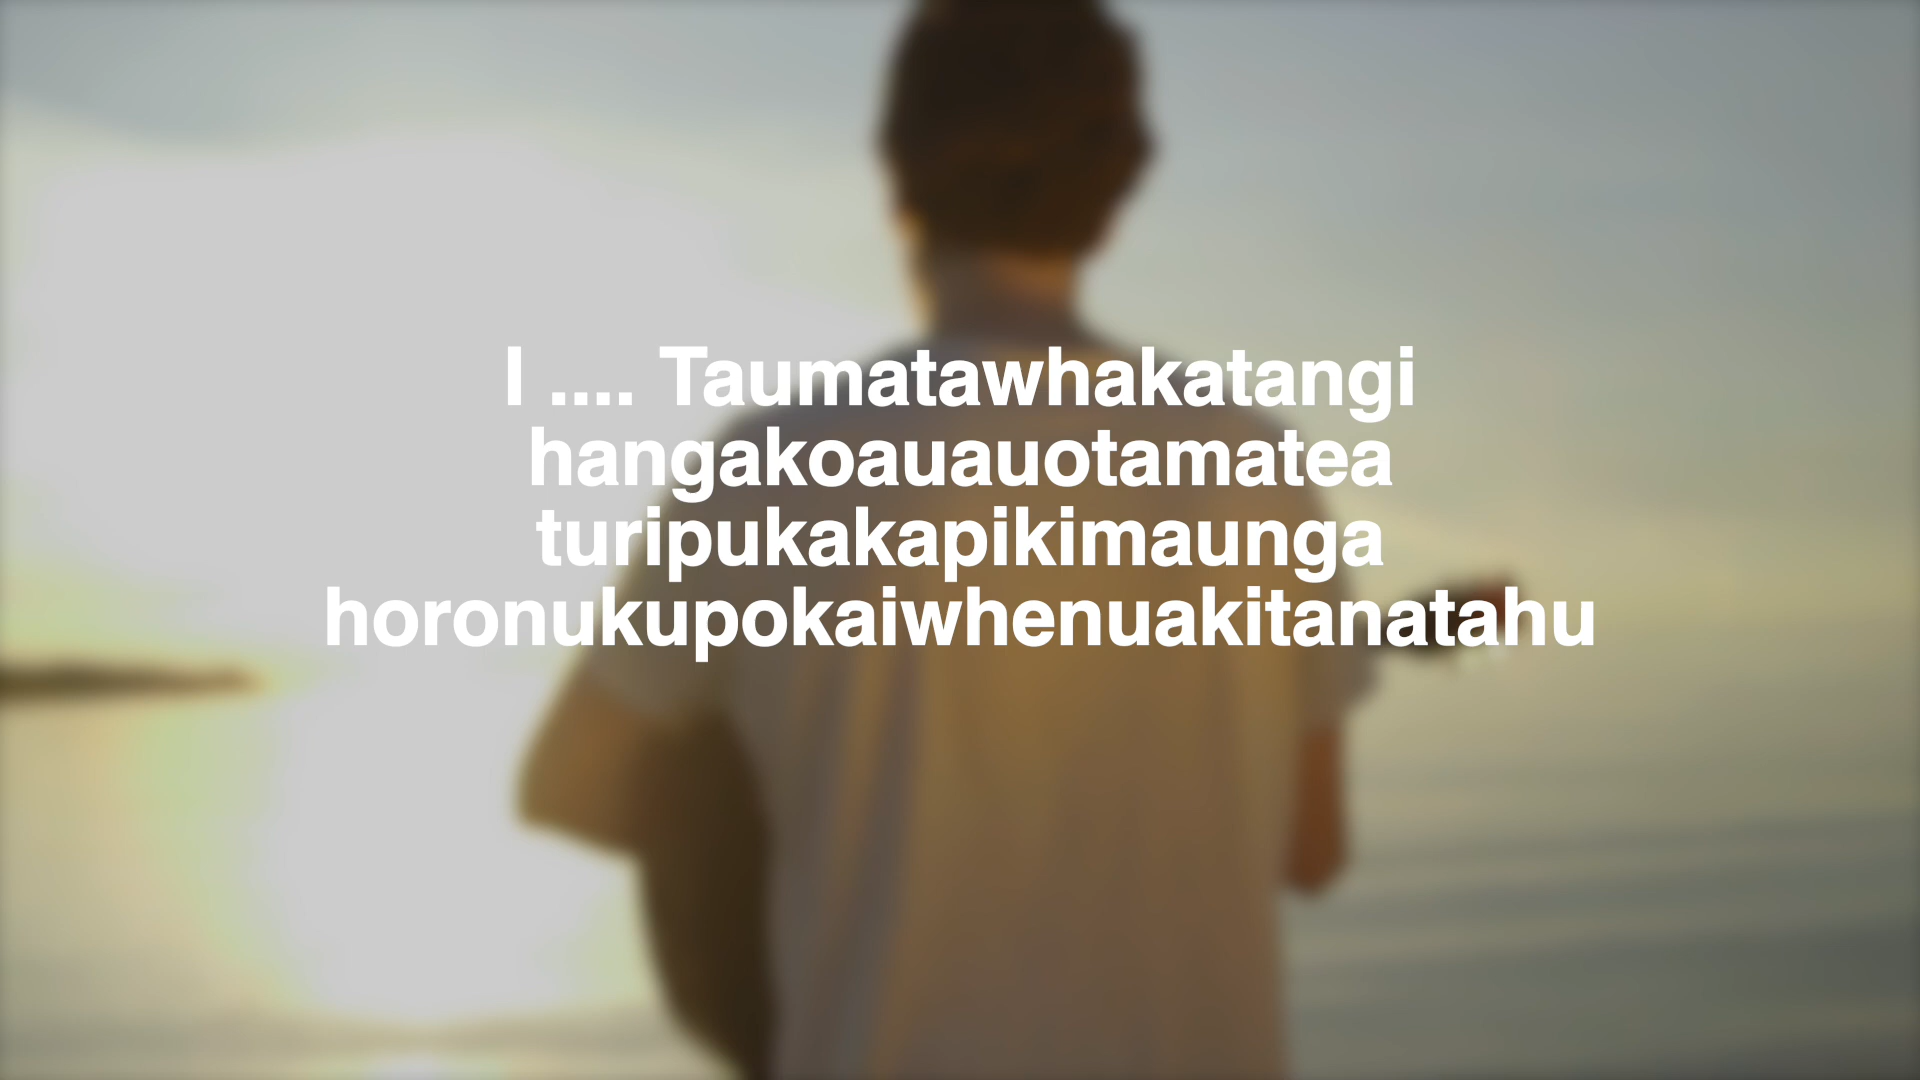 I .... Taumatawhakatangi
hangakoauauotamatea
turipukakapikimaunga
horonukupokaiwhenuakitanatahu